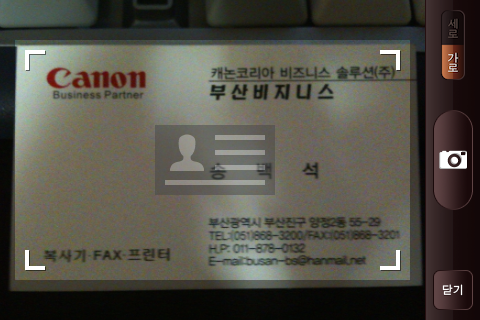 Canon
Business Partner
캐논코리아 비즈니스 솔루션(주)
부산비지니스
송 백 석
부산광역시 부산진구 양정2동 55-29
TEL:(051)868-3200/FAX:(051)868-3201
H.P: 011-878-0132
E-mail:busan-bs@hanmail.net
복사기·FAX·프린터
세로
가로
닫기